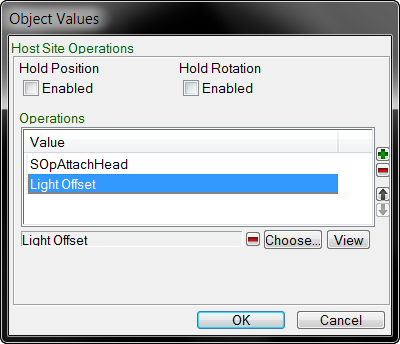 Object Values
Host Site Operations
Hold Position Hold Rotation
Enabled Enabled
Operations
Value
SOpAttachHead
Light Offset
Light Offset Choose... View
OK Cancel